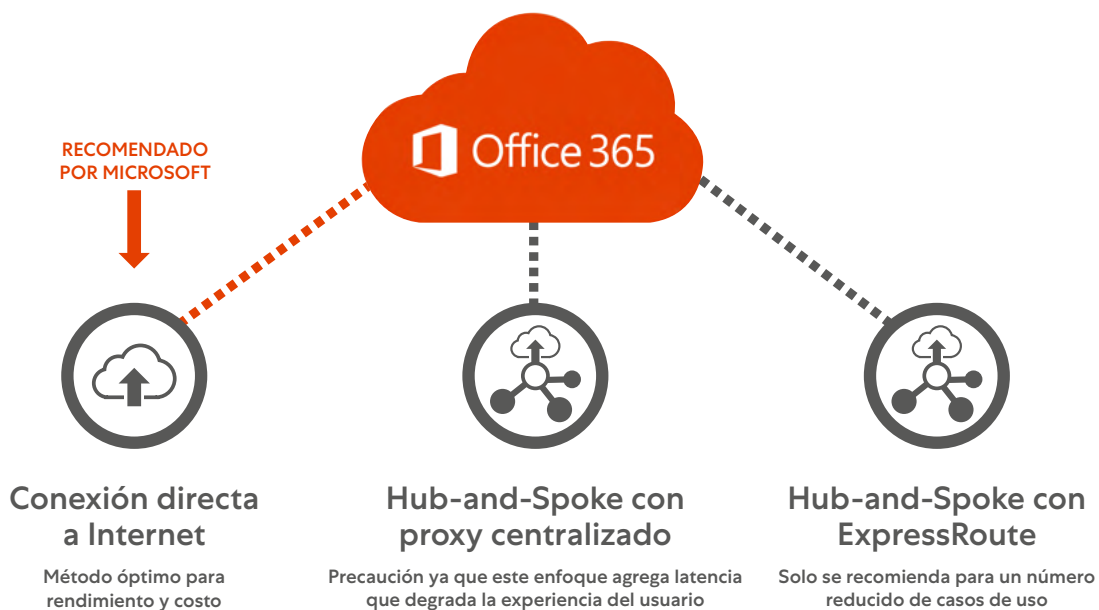 Office 365
RECOMENDADO
POR MICROSOFT
Conexión directa
a Internet
Método óptimo para
rendimiento y costo
Hub-and-Spoke con
proxy centralizado
Precaución ya que este enfoque agrega latencia
que degrada la experiencia del usuario
Hub-and-Spoke con
ExpressRoute
Solo se recomienda para un número
reducido de casos de uso